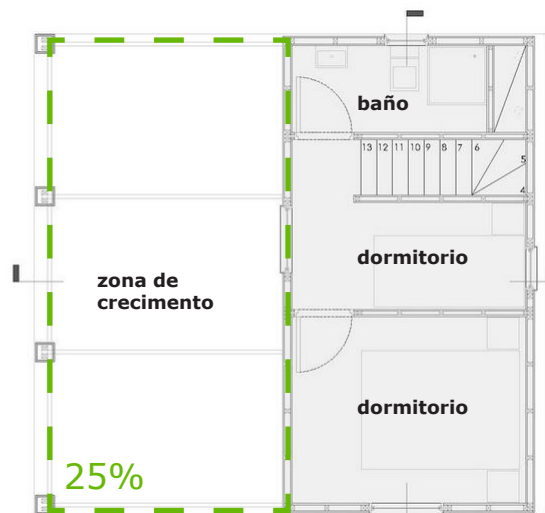 baño
13 12 11 10 9 8 7 6
5
4
dormitorio
zona de
crecimento
dormitorio
25%